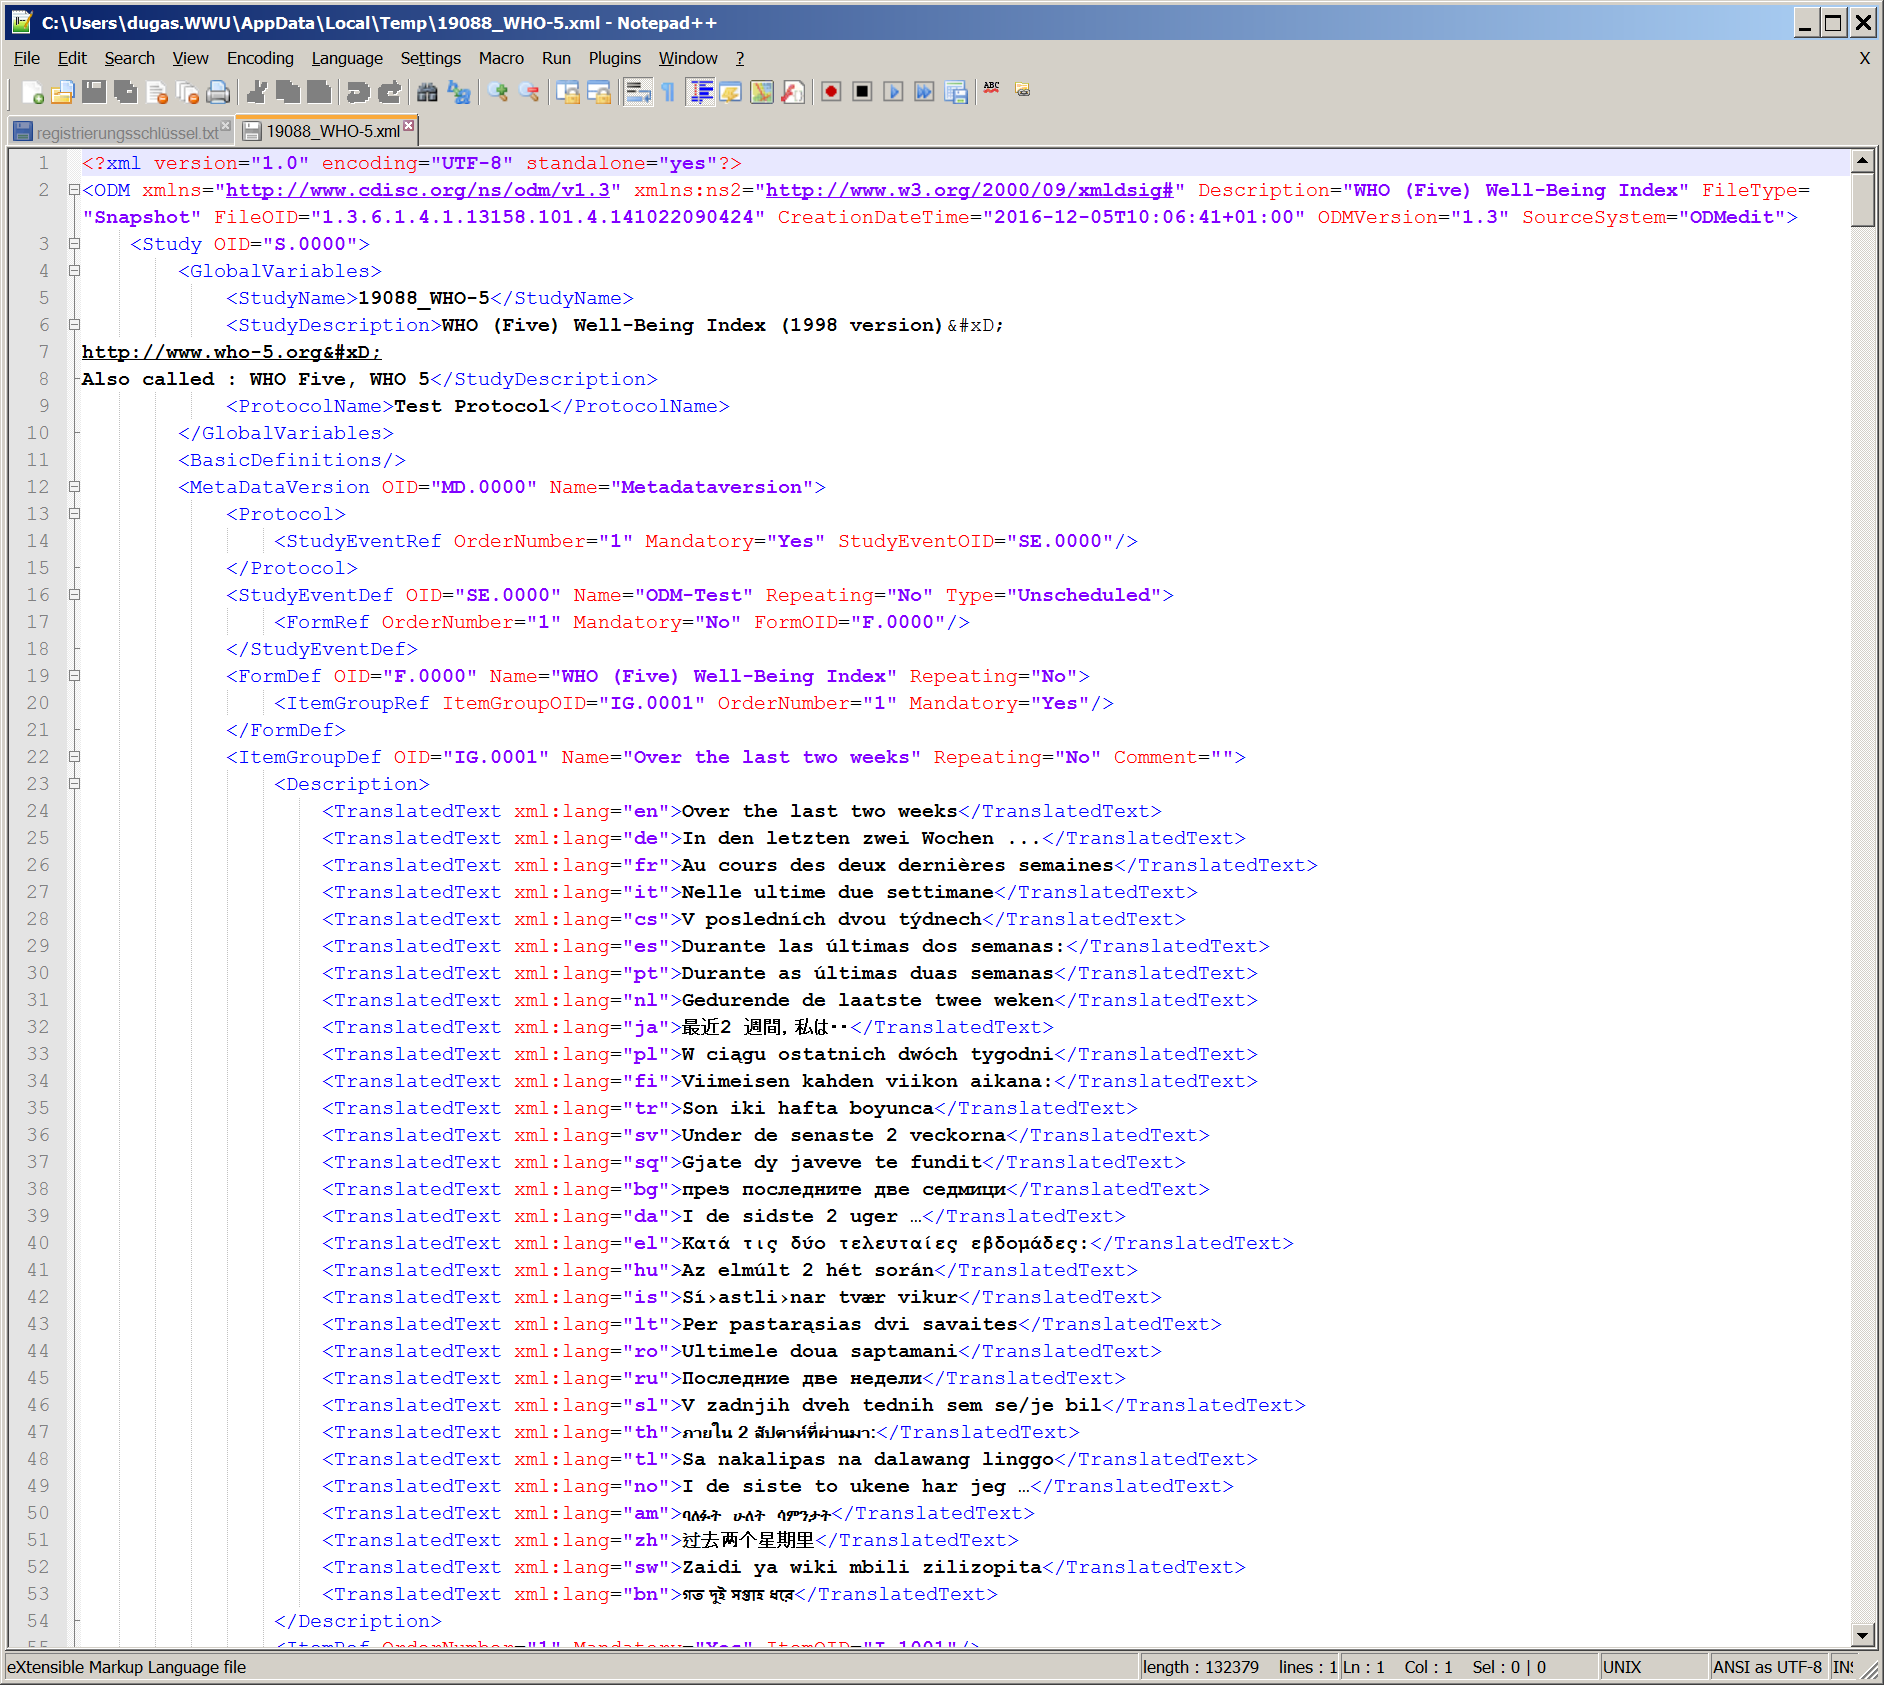 C:\Users\dugas.WWU\AppData\Local\Temp\19088_WHO-5.xml - Notepad++
File Edit Search View Encoding Language Settings Macro Run Plugins Window ? X
ABC
registrierungsschlüssel.txt 19088_WHO-5.xml
1 <?xml version="1.0" encoding="UTF-8" standalone="yes"?>
2 <ODM xmlns="http://www.cdisc.org/ns/odm/v1.3" xmlns:ns2="http://www.w3.org/2000/09/xmldsig#" Description="WHO (Five) Well-Being Index" FileType=
"Snapshot" FileOID="1.3.6.1.4.1.13158.101.4.141022090424" CreationDateTime="2016-12-05T10:06:41+01:00" ODMVersion="1.3" SourceSystem="ODMedit">
3 <Study OID="S.0000">
4 <GlobalVariables>
5 <StudyName>19088_WHO-5</StudyName>
6 <StudyDescription>WHO (Five) Well-Being Index (1998 version)&#xD;
7 http://www.who-5.org&#xD;
8 Also called : WHO Five, WHO 5</StudyDescription>
9 <ProtocolName>Test Protocol</ProtocolName>
10 </GlobalVariables>
11 <BasicDefinitions/>
12 <MetaDataVersion OID="MD.0000" Name="Metadataversion">
13 <Protocol>
14 <StudyEventRef OrderNumber="1" Mandatory="Yes" StudyEventOID="SE.0000"/>
15 </Protocol>
16 <StudyEventDef OID="SE.0000" Name="ODM-Test" Repeating="No" Type="Unscheduled">
17 <FormRef OrderNumber="1" Mandatory="No" FormOID="F.0000"/>
18 </StudyEventDef>
19 <FormDef OID="F.0000" Name="WHO (Five) Well-Being Index" Repeating="No">
20 <ItemGroupRef ItemGroupOID="IG.0001" OrderNumber="1" Mandatory="Yes"/>
21 </FormDef>
22 <ItemGroupDef OID="IG.0001" Name="Over the last two weeks" Repeating="No" Comment="">
23 <Description>
24 <TranslatedText xml:lang="en">Over the last two weeks</TranslatedText>
25 <TranslatedText xml:lang="de">In den letzten zwei Wochen ...</TranslatedText>
26 <TranslatedText xml:lang="fr">Au cours des deux dernières semaines</TranslatedText>
27 <TranslatedText xml:lang="it">Nelle ultime due settimane</TranslatedText>
28 <TranslatedText xml:lang="cs">V posledních dvou týdnech</TranslatedText>
29 <TranslatedText xml:lang="es">Durante las últimas dos semanas:</TranslatedText>
30 <TranslatedText xml:lang="pt">Durante as últimas duas semanas</TranslatedText>
31 <TranslatedText xml:lang="nl">Gedurende de laatste twee weken</TranslatedText>
32 <TranslatedText xml:lang="ja">最近2 週間, 私は・・</TranslatedText>
33 <TranslatedText xml:lang="pl">W ciągu ostatnich dwóch tygodni</TranslatedText>
34 <TranslatedText xml:lang="fi">Viimeisen kahden viikon aikana:</TranslatedText>
35 <TranslatedText xml:lang="tr">Son iki hafta boyunca</TranslatedText>
36 <TranslatedText xml:lang="sv">Under de senaste 2 veckorna</TranslatedText>
37 <TranslatedText xml:lang="sq">Gjate dy javeve te fundit</TranslatedText>
38 <TranslatedText xml:lang="bg">през последните две седмици</TranslatedText>
39 <TranslatedText xml:lang="da">I de sidste 2 uger …</TranslatedText>
40 <TranslatedText xml:lang="el">Κατά τις δύο τελευταίες εβδομάδες:</TranslatedText>
41 <TranslatedText xml:lang="hu">Az elmúlt 2 hét során</TranslatedText>
42 <TranslatedText xml:lang="is">Sí›astli›nar tvær vikur</TranslatedText>
43 <TranslatedText xml:lang="lt">Per pastarąsias dvi savaites</TranslatedText>
44 <TranslatedText xml:lang="ro">Ultimele doua saptamani</TranslatedText>
45 <TranslatedText xml:lang="ru">Последние две недели</TranslatedText>
46 <TranslatedText xml:lang="sl">V zadnjih dveh tednih sem se/je bil</TranslatedText>
47 <TranslatedText xml:lang="th">ภายใน 2 สัปดาห์ที่ผ่านมา:</TranslatedText>
48 <TranslatedText xml:lang="tl">Sa nakalipas na dalawang linggo</TranslatedText>
49 <TranslatedText xml:lang="no">I de siste to ukene har jeg …</TranslatedText>
50 <TranslatedText xml:lang="am">ባለፉት ሁለት ሳምንታት</TranslatedText>
51 <TranslatedText xml:lang="zh">过去两个星期里</TranslatedText>
52 <TranslatedText xml:lang="sw">Zaidi ya wiki mbili zilizopita</TranslatedText>
53 <TranslatedText xml:lang="bn">গত দুই সপ্তাহ ধরে</TranslatedText>
54 </Description>
55 <ItemRef OrderNumber="1" Mandatory="Yes" ItemOID="I.1001"/>
eXtensible Markup Language file length : 132379 lines : 1 Ln : 1 Col : 1 Sel : 0 | 0 UNIX ANSI as UTF-8 INS